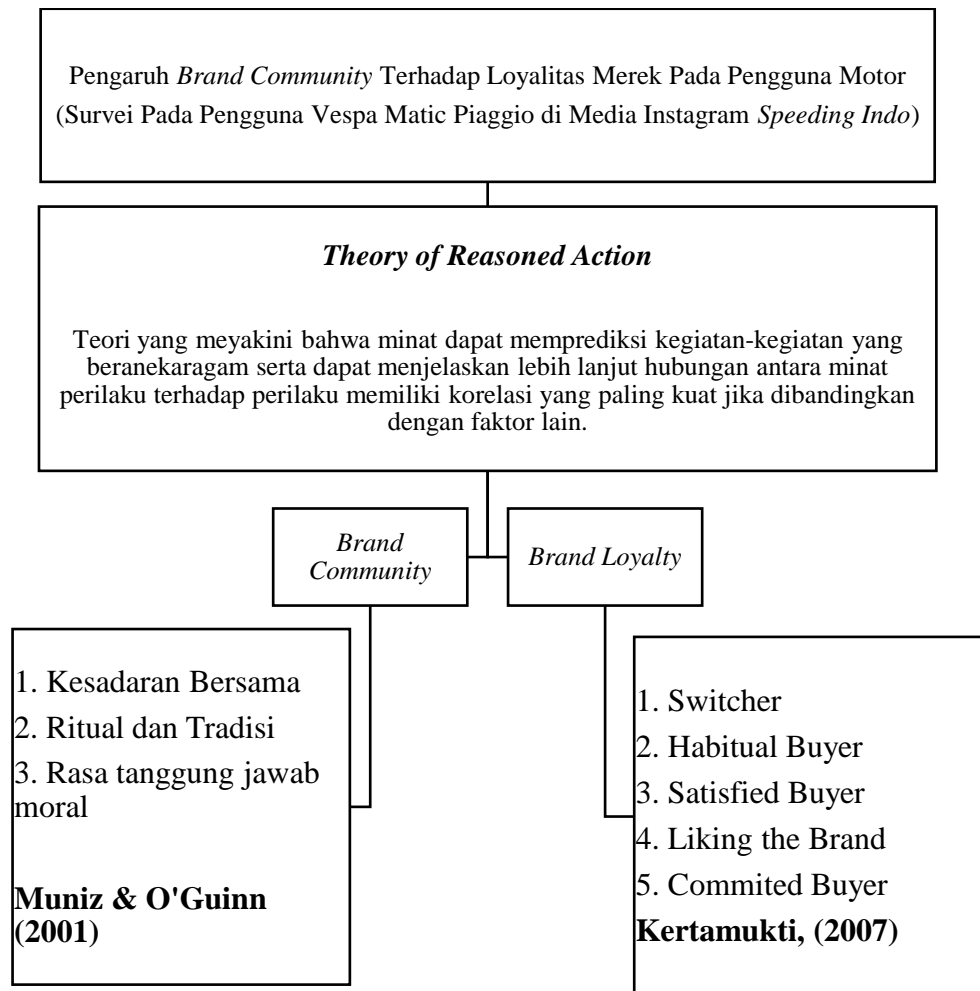 Pengaruh Brand Community Terhadap Loyalitas Merek Pada Pengguna Motor
(Survei Pada Pengguna Vespa Matic Piaggio di Media Instagram Speeding Indo)
Theory of Reasoned Action
Teori yang meyakini bahwa minat dapat memprediksi kegiatan-kegiatan yang
beranekaragam serta dapat menjelaskan lebih lanjut hubungan antara minat
perilaku terhadap perilaku memiliki korelasi yang paling kuat jika dibandingkan
dengan faktor lain.
Brand
Community
Brand Loyalty
1. Kesadaran Bersama
2. Ritual dan Tradisi
3. Rasa tanggung jawab
moral
Muniz & O'Guinn
(2001)
1. Switcher
2. Habitual Buyer
3. Satisfied Buyer
4. Liking the Brand
5. Commited Buyer
Kertamukti, (2007)